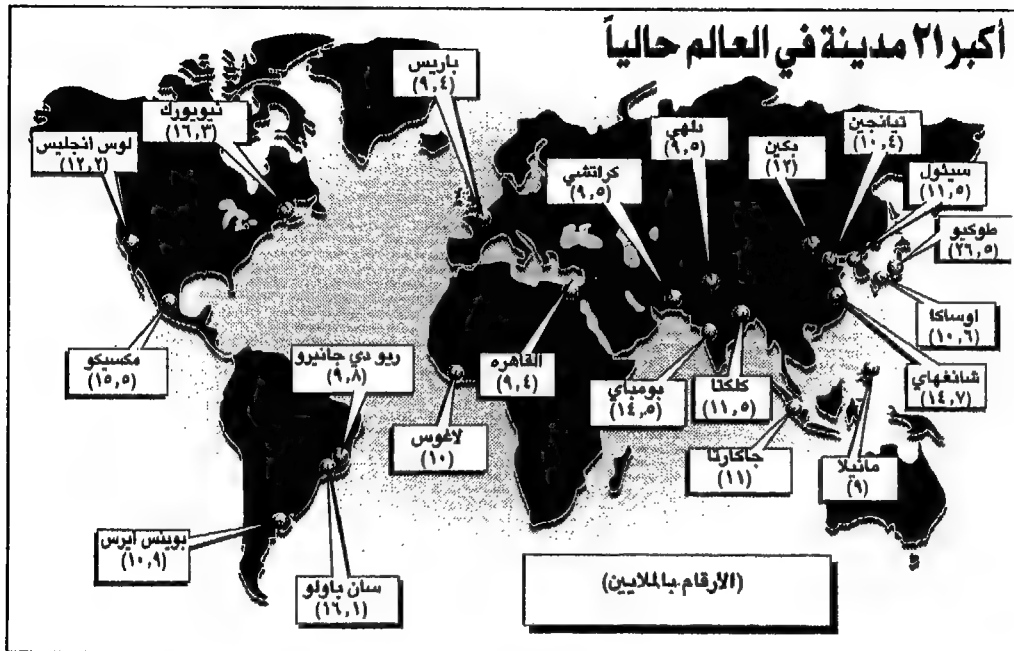 أكبر ٢١ مدينة في العالم حالياً
باريس
(٩,٤)
نيويورك
(١٦,٣)
لوس انجليس
(١٢,٢)
تيانجين
(١٠,٤)
بكين
(١٢)
دلهي
(٩,٥)
كراتشي
(٩,٥)
سيئول
(١١,٥)
طوكيو
(٢٦,٥)
اوساكا
(١٠,٦)
شانغهاي
(١٤,٧)
مكسيكو
(١٥,٥)
ريو دي جانيرو
(٩,٨)
القاهره
(٩,٤)
بومباي
(١٤,٥)
كلكتا
(١١,٥)
لاغوس
(١٠)
جاكارتا
(١١)
مانيلا
(٩)
بوينس ايرس
(١٠,٩)
سان باولو
(١٦,١)
(الأرقام بالملايين)